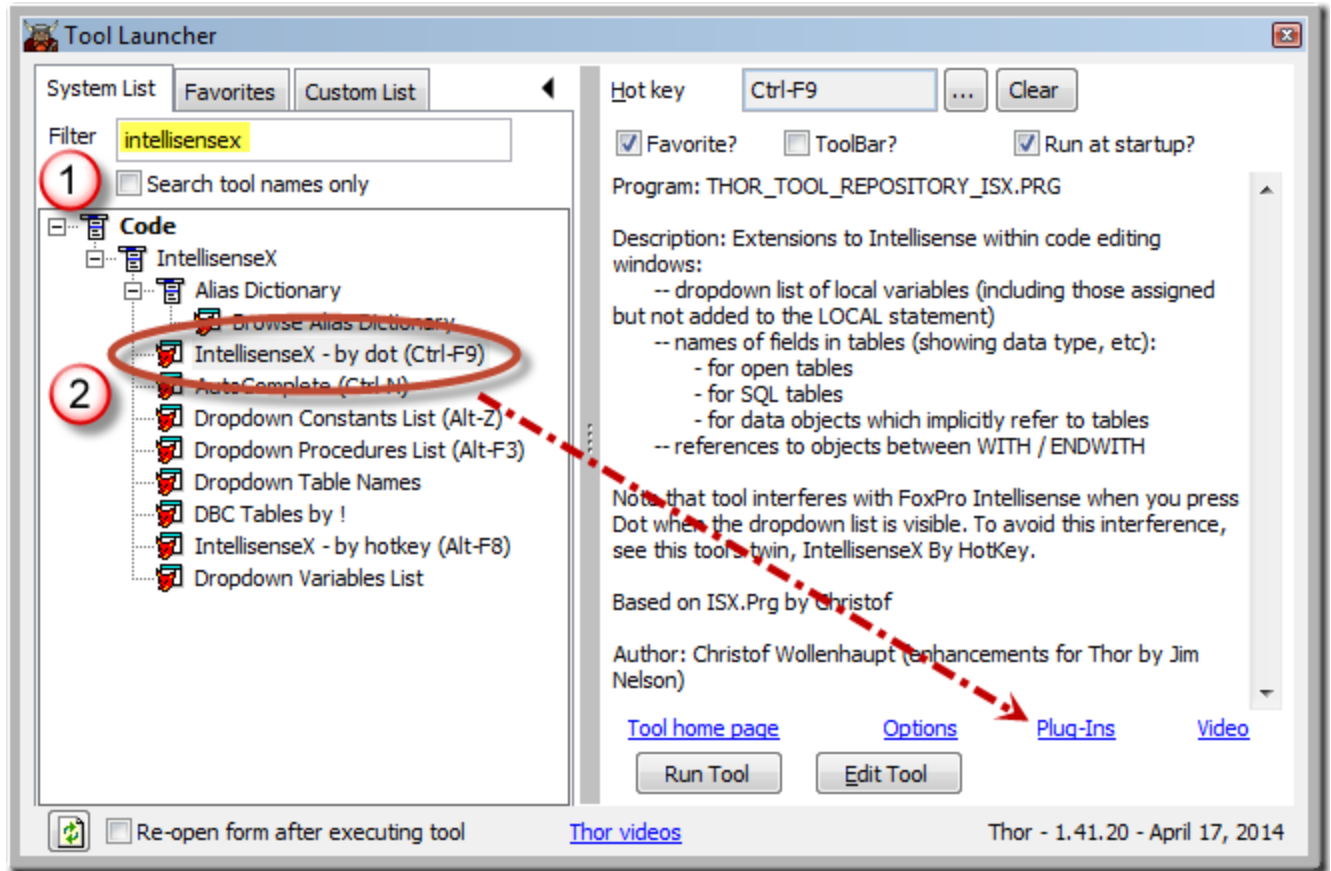 Tool Launcher
System List Favorites Custom List
Filter intellisensex
1
Search tool names only
Code
IntellisenseX
Alias Dictionary
Browse Alias Dictionary
IntellisenseX - by dot (Ctrl-F9)
2
AutoComplete (Ctrl-N)
Dropdown Constants List (Alt-Z)
Dropdown Procedures List (Alt-F3)
Dropdown Table Names
DBC Tables by !
IntellisenseX - by hotkey (Alt-F8)
Dropdown Variables List
Hot key Ctrl-F9 ... Clear
Favorite? ToolBar? Run at startup?
Program: THOR_TOOL_REPOSITORY_ISX.PRG
Description: Extensions to Intellisense within code editing
windows:
-- dropdown list of local variables (including those assigned
but not added to the LOCAL statement)
-- names of fields in tables (showing data type, etc):
- for open tables
- for SQL tables
- for data objects which implicitly refer to tables
-- references to objects between WITH / ENDWITH
Note that tool interferes with FoxPro Intellisense when you press
Dot when the dropdown list is visible. To avoid this interference,
see this tool's twin, IntellisenseX By HotKey.
Based on ISX.Prg by Christof
Author: Christof Wollenhaupt (enhancements for Thor by Jim
Nelson)
Tool home page Options Plug-Ins Video
Run Tool Edit Tool
Re-open form after executing tool Thor videos Thor - 1.41.20 - April 17, 2014